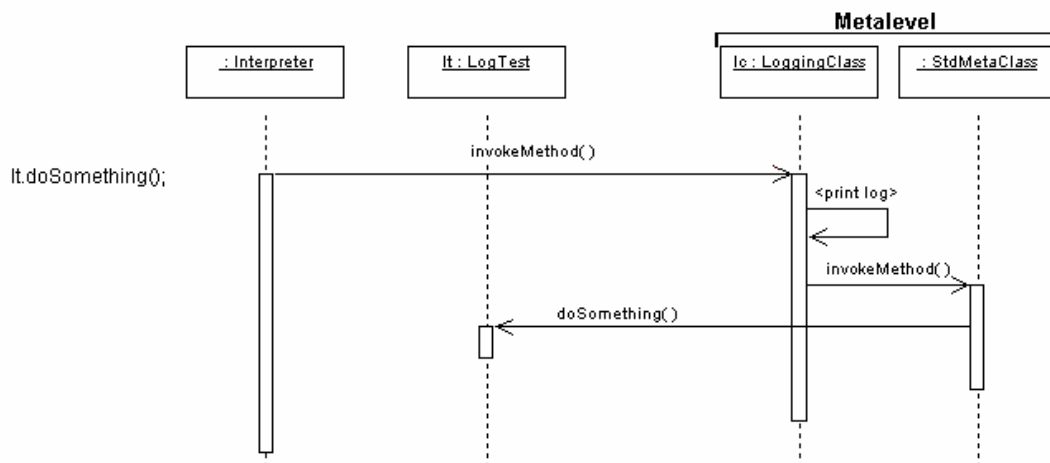 Metalevel
: Interpreter
lt : LogTest
lc : LoggingClass
: StdMetaClass
invokeMethod( )
lt.doSomething();
<print log>
invokeMethod( )
doSomething()